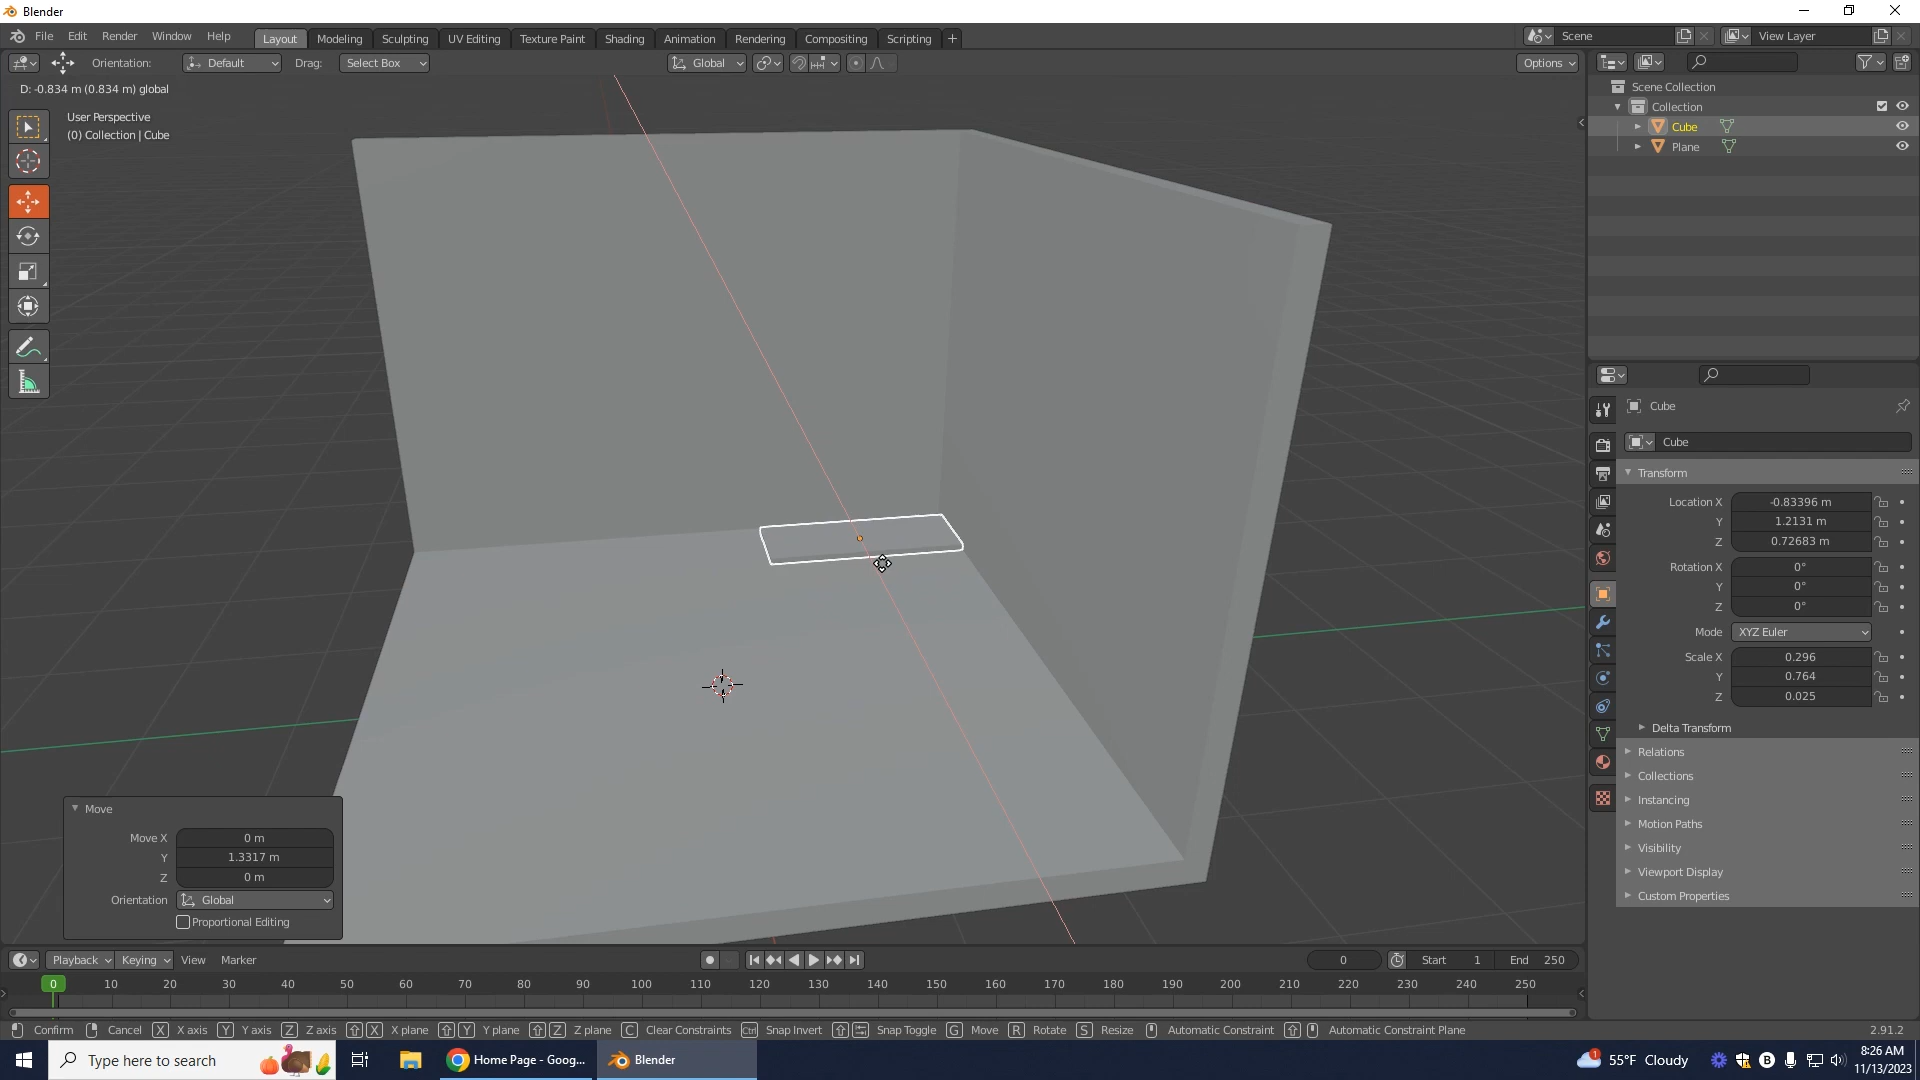 Blender
File Edit Render Window Help
Layout Modeling Sculpting UV Editing Texture Paint Shading Animation Rendering Compositing Scripting +
Scene
View Layer
Orientation: Default Drag: Select Box
Global
Options
D: -0.834 m (0.834 m) global
User Perspective
(0) Collection | Cube
Scene Collection
Collection
Cube
Plane
Cube
Cube
Transform
Location X -0.83396 m
Y 1.2131 m
Z 0.72683 m
Rotation X 0°
Y 0°
Z 0°
Mode XYZ Euler
Scale X 0.296
Y 0.764
Z 0.025
Delta Transform
Relations
Collections
Instancing
Motion Paths
Visibility
Viewport Display
Custom Properties
Move
Move X 0 m
Y 1.3317 m
Z 0 m
Orientation Global
Proportional Editing
Playback Keying View Marker
0 Start 1 End 250
0 10 20 30 40 50 60 70 80 90 100 110 120 130 140 150 160 170 180 190 200 210 220 230 240 250
Confirm Cancel X X axis Y Y axis Z Z axis X X plane Y Y plane Z Z plane C Clear Constraints Ctrl Snap Invert Snap Toggle G Move R Rotate S Resize Automatic Constraint Automatic Constraint Plane 2.91.2
Type here to search
Home Page - Goog...
Blender
1
55°F Cloudy
B
8:26 AM
11/13/2023